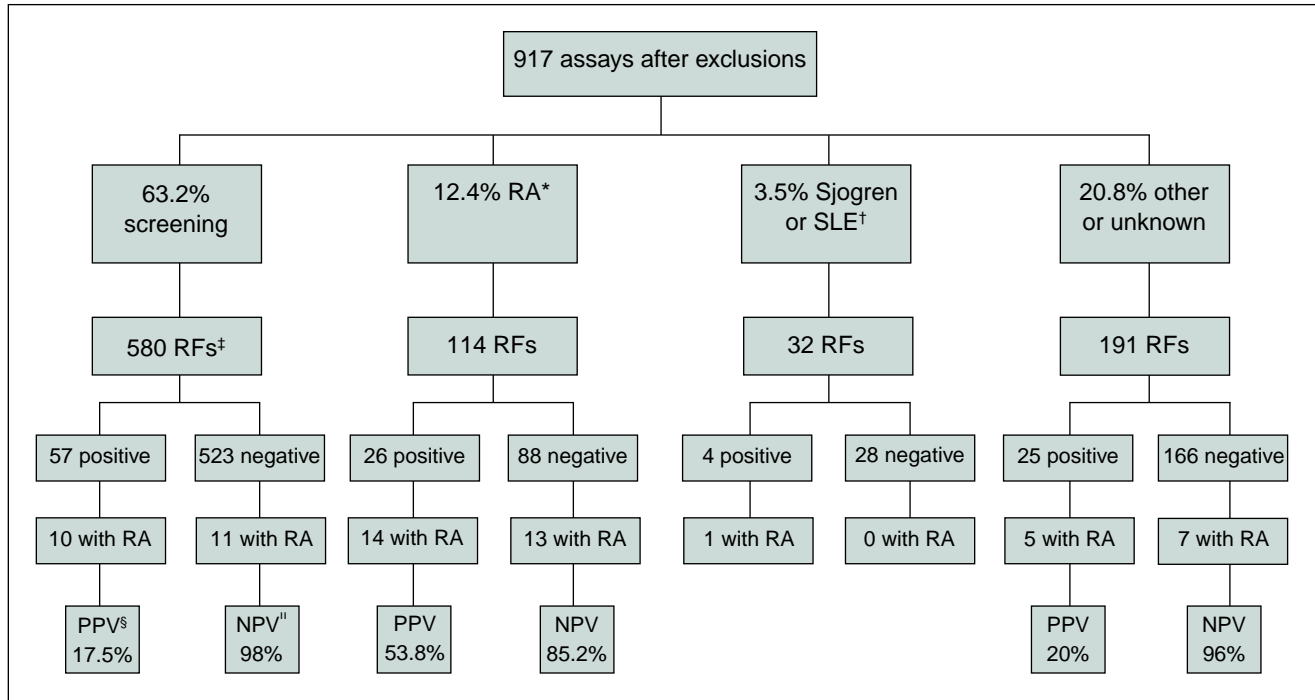 917 assays after exclusions
63.2%
screening
12.4% RA*
3.5% Sjogren
or SLE†
20.8% other
or unknown
580 RFs‡
114 RFs
32 RFs
191 RFs
57 positive
523 negative
26 positive
88 negative
4 positive
28 negative
25 positive
166 negative
10 with RA
11 with RA
14 with RA
13 with RA
1 with RA
0 with RA
5 with RA
7 with RA
PPV§
17.5%
NPV"
98%
PPV
53.8%
NPV
85.2%
PPV
20%
NPV
96%